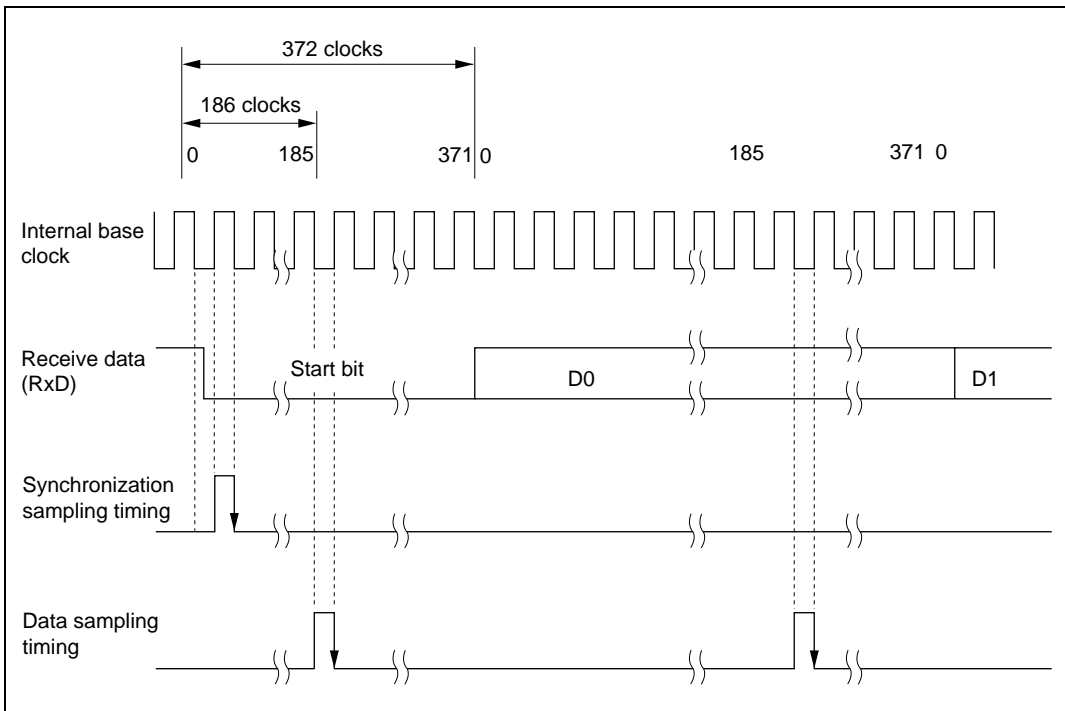 372 clocks
186 clocks
0 185 371 0 185 371 0
Internal base
clock
Receive data
(RxD)
Start bit
D0
D1
Synchronization
sampling timing
Data sampling
timing